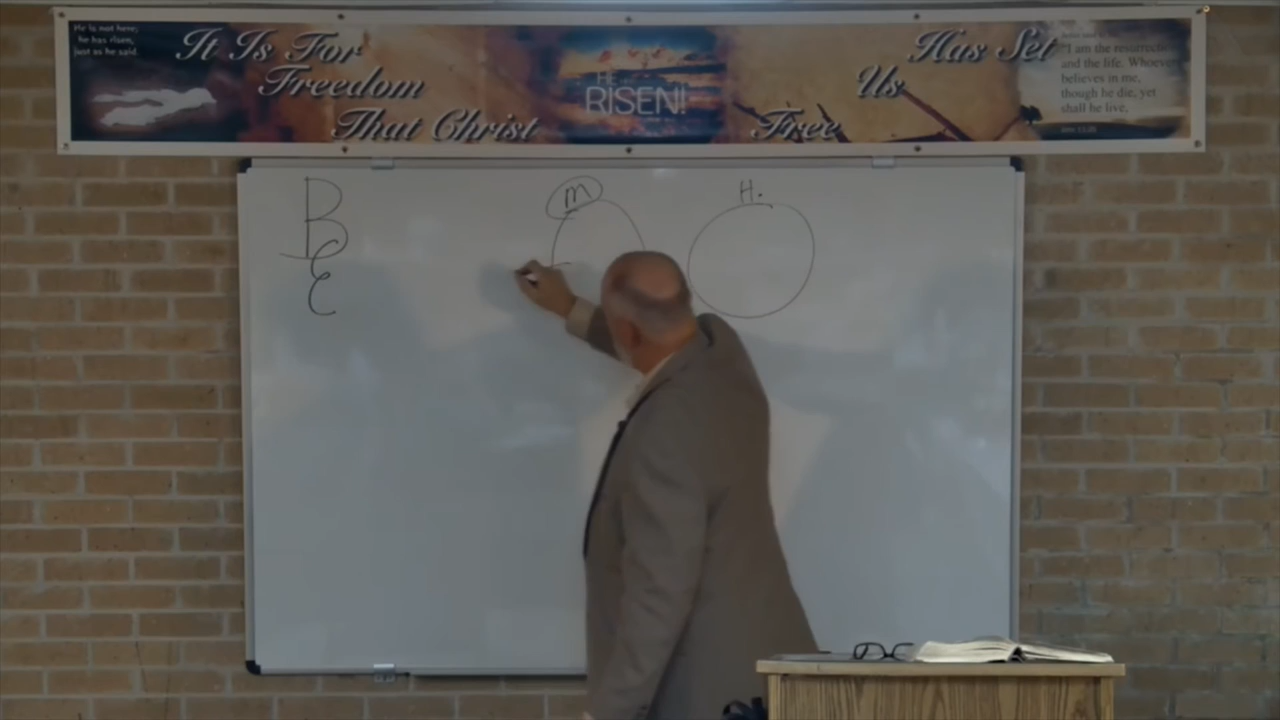 He is not here;
he has risen,
just as he said.
It Is For
Freedom
That Christ
HE
RISEN!
Has Set
Us
Free
"I am the resurrection
and the life. Whoever
believes in me,
though he die, yet
shall he live,
B
C
E
M
H.